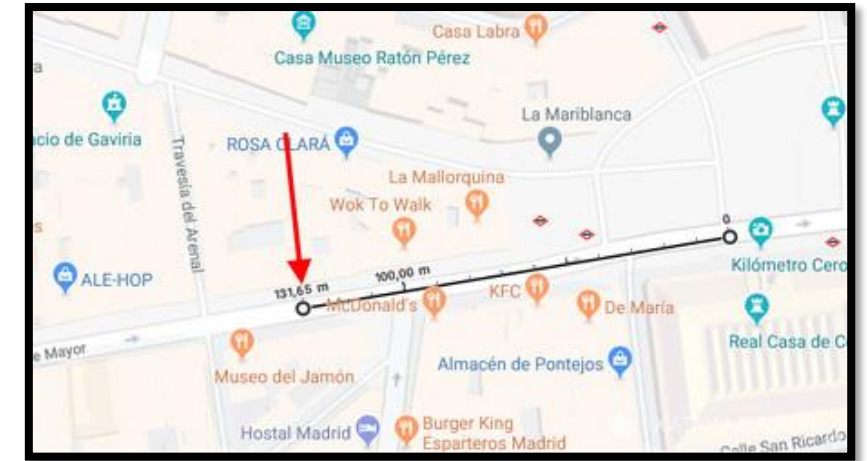 Casa Labra
Casa Museo Ratón Pérez
La Mariblanca
cio de Gaviria
ROSA CLARÁ
Travesía del Arenal
La Mallorquina
Wok To Walk
0
Kilómetro Cero
ALE-HOP
100,00 m
131,65 m
McDonald's
KFC
De María
Real Casa de C
e Mayor
Museo del Jamón
Almacén de Pontejos
Hostal Madrid
Burger King
Esparteros Madrid
Calle San Ricardo